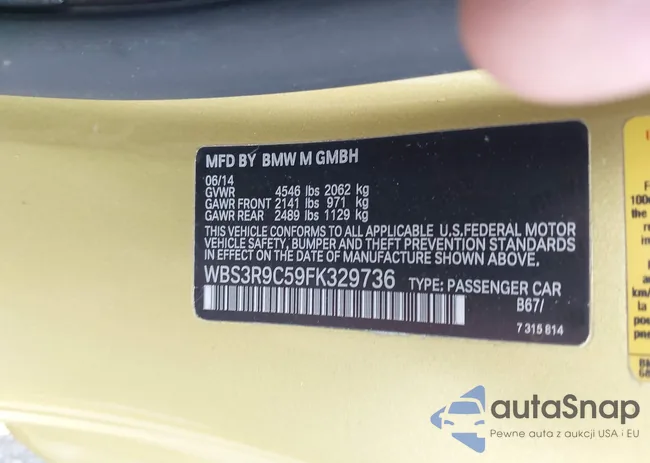 MFD BY BMW M GMBH
06/14
GVWR 4546 lbs 2062 kg
GAWR FRONT 2141 lbs 971 kg
GAWR REAR 2489 lbs 1129 kg
THIS VEHICLE CONFORMS TO ALL APPLICABLE U.S.FEDERAL MOTOR
VEHICLE SAFETY, BUMPER AND THEFT PREVENTION STANDARDS
IN EFFECT ON THE DATE OF MANUFACTURE SHOWN ABOVE.
WBS3R9C59FK329736 TYPE: PASSENGER CAR
B67/
7 315 814
autaSnap
Pewne auta z aukcji USA i EU